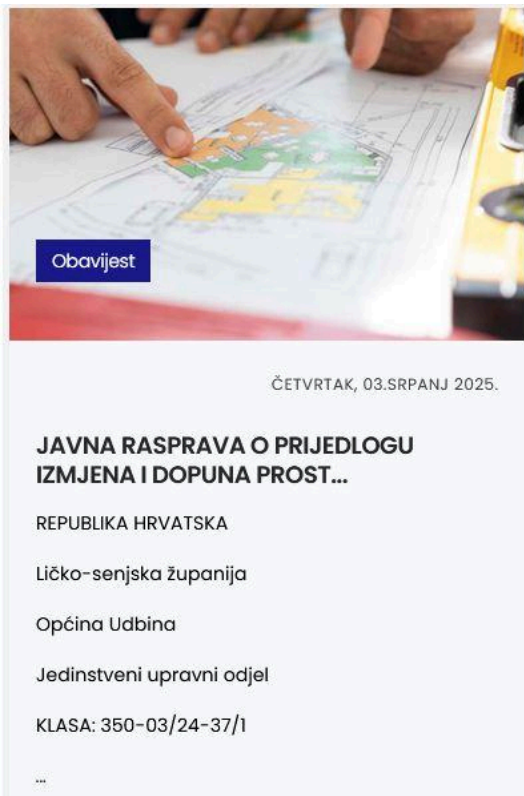 Obavijest
ČETVRTAK, 03.SRPANJ 2025.
JAVNA RASPRAVA O PRIJEDLOGU
IZMJENA I DOPUNA PROST...
REPUBLIKA HRVATSKA
Ličko-senjska županija
Općina Udbina
Jedinstveni upravni odjel
KLASA: 350-03/24-37/1
...